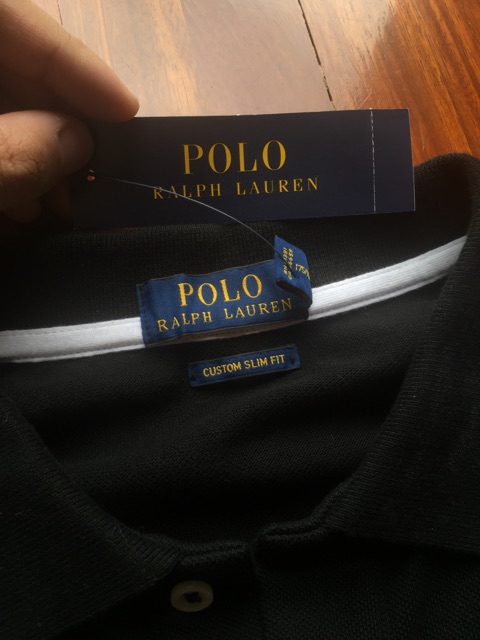 POLO
RALPH LAUREN
POLO
RALPH LAUREN
CUSTOM SLIM FIT